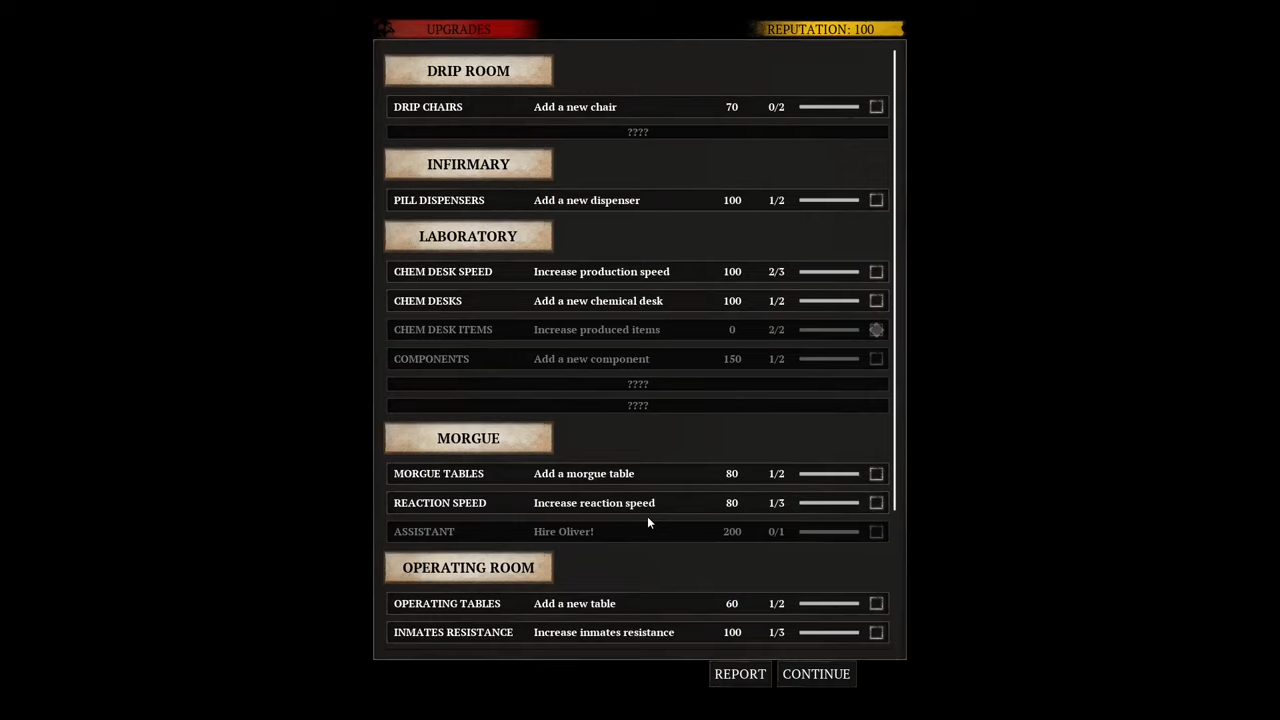 UPGRADES REPUTATION: 100
DRIP ROOM
DRIP CHAIRS Add a new chair 70 0/2
????
INFIRMARY
PILL DISPENSERS Add a new dispenser 100 1/2
LABORATORY
CHEM DESK SPEED Increase production speed 100 2/3
CHEM DESKS Add a new chemical desk 100 1/2
CHEM DESK ITEMS Increase produced items 0 2/2
COMPONENTS Add a new component 150 1/2
????
????
MORGUE
MORGUE TABLES Add a morgue table 80 1/2
REACTION SPEED Increase reaction speed 80 1/3
ASSISTANT Hire Oliver! 200 0/1
OPERATING ROOM
OPERATING TABLES Add a new table 60 1/2
INMATES RESISTANCE Increase inmates resistance 100 1/3
REPORT CONTINUE